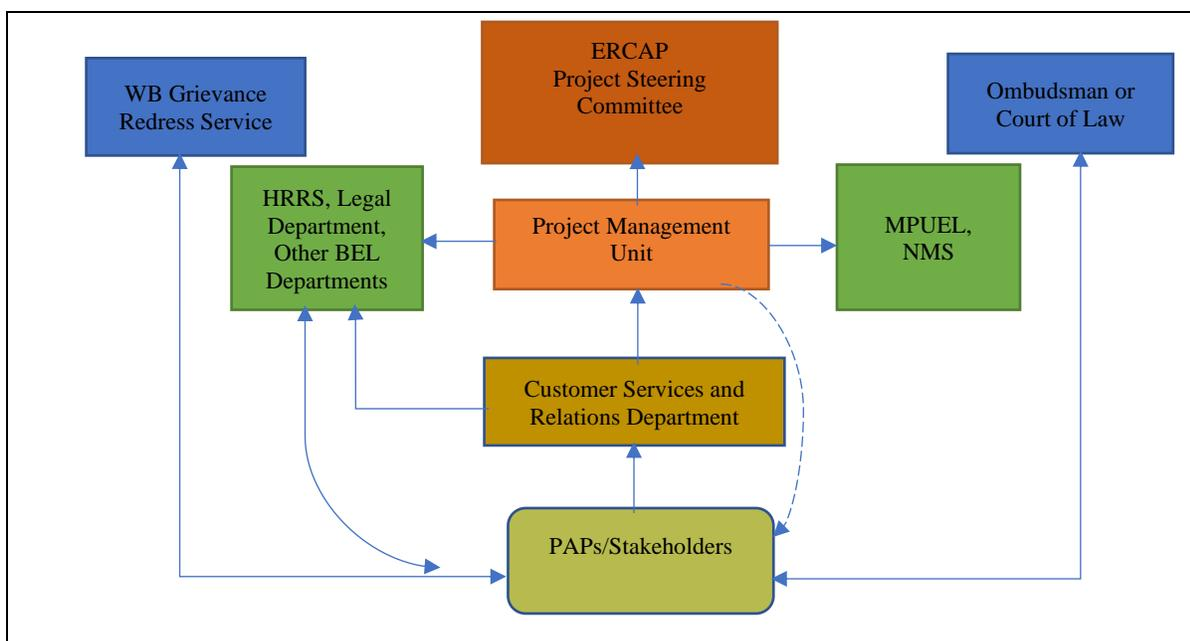 ERCAP
Project Steering
Committee
WB Grievance
Redress Service
Ombudsman or
Court of Law
HRRS, Legal
Department,
Other BEL
Departments
Project Management
Unit
MPUEL,
NMS
Customer Services and
Relations Department
PAPs/Stakeholders